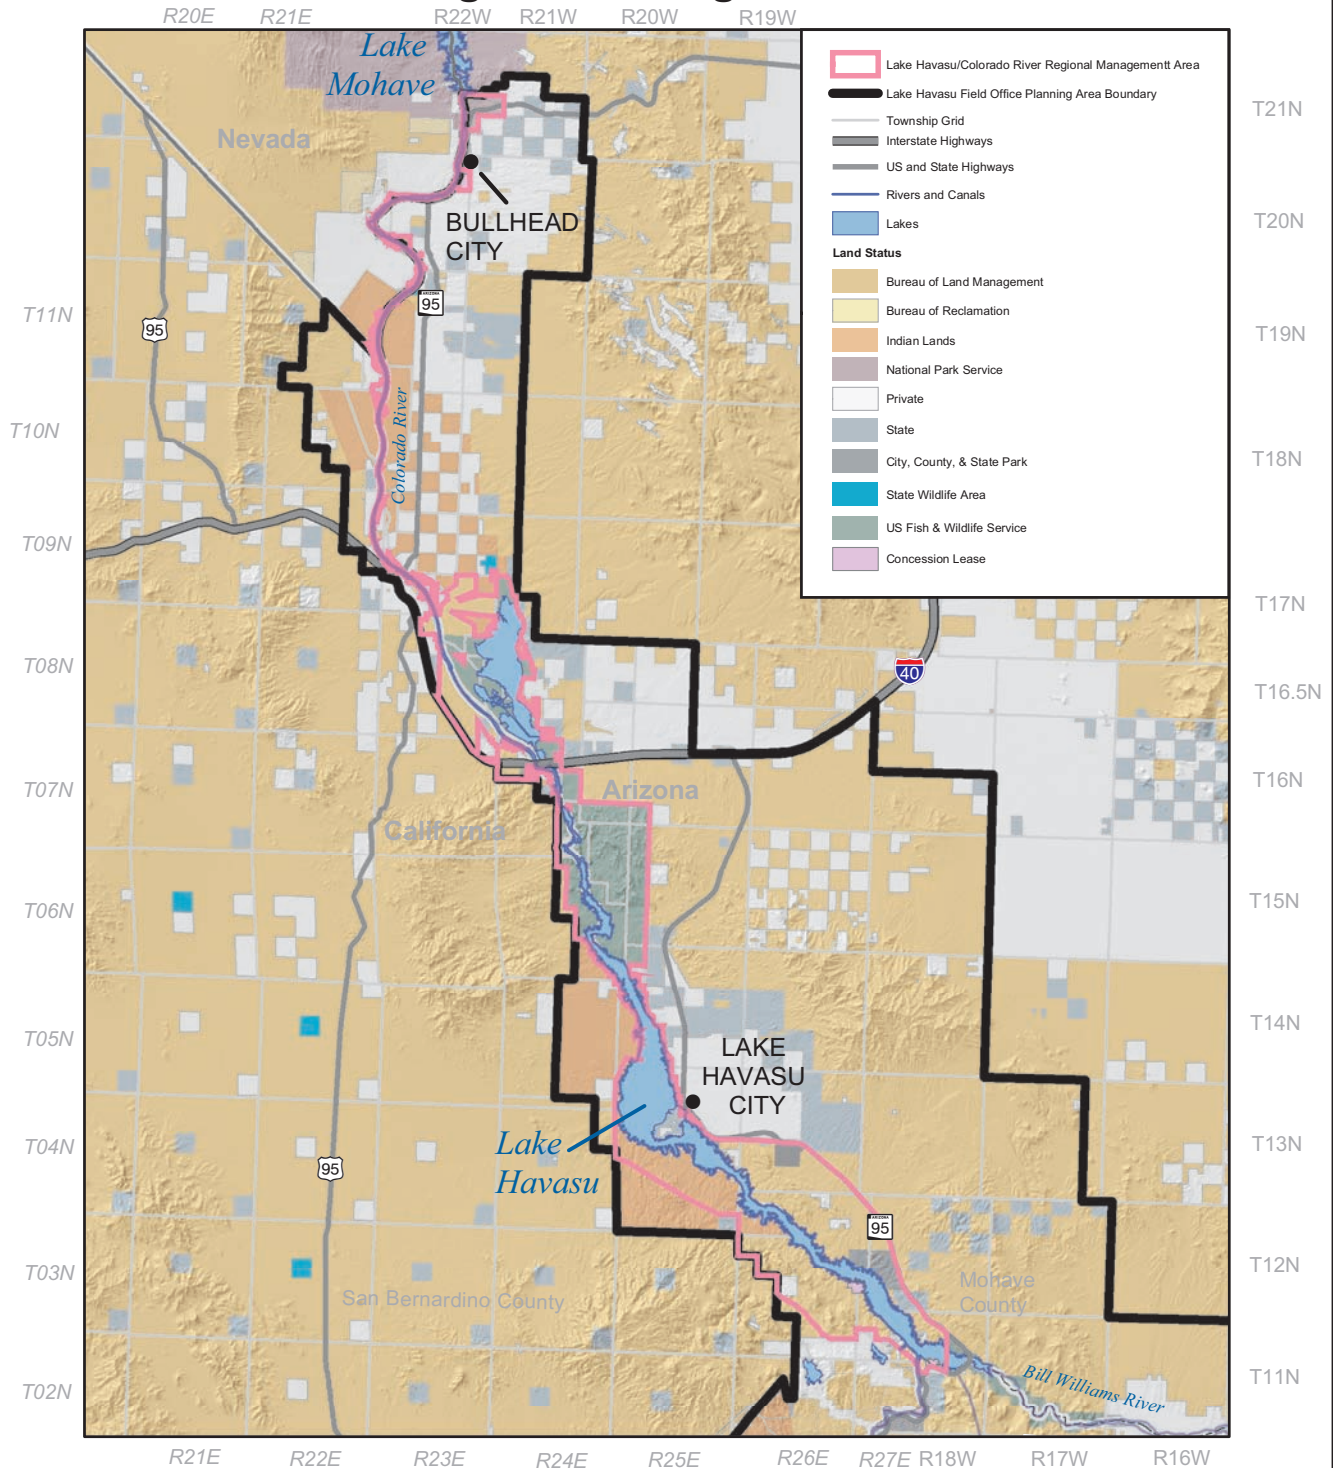 R20E R21E R22W R21W R20W R19W
Lake
Mohave
Nevada
BULLHEAD
CITY
ARIZONA
95
95
Colorado River
Lake Havasu/Colorado River Regional Managementt Area
Lake Havasu Field Office Planning Area Boundary
Township Grid
Interstate Highways
US and State Highways
Rivers and Canals
Lakes
Land Status
Bureau of Land Management
Bureau of Reclamation
Indian Lands
National Park Service
Private
State
City, County, & State Park
State Wildlife Area
US Fish & Wildlife Service
Concession Lease
T21N
T20N
T19N
T18N
T17N
T16.5N
T16N
T15N
T14N
T13N
T12N
T11N
T11N
T10N
T09N
T08N
T07N
T06N
T05N
T04N
T03N
T02N
40
Arizona
California
LAKE
HAVASU
CITY
Lake
Havasu
95
ARIZONA
95
San Bernardino County
Mohave
County
Bill Williams River
R21E R22E R23E R24E R25E R26E R27E R18W R17W R16W